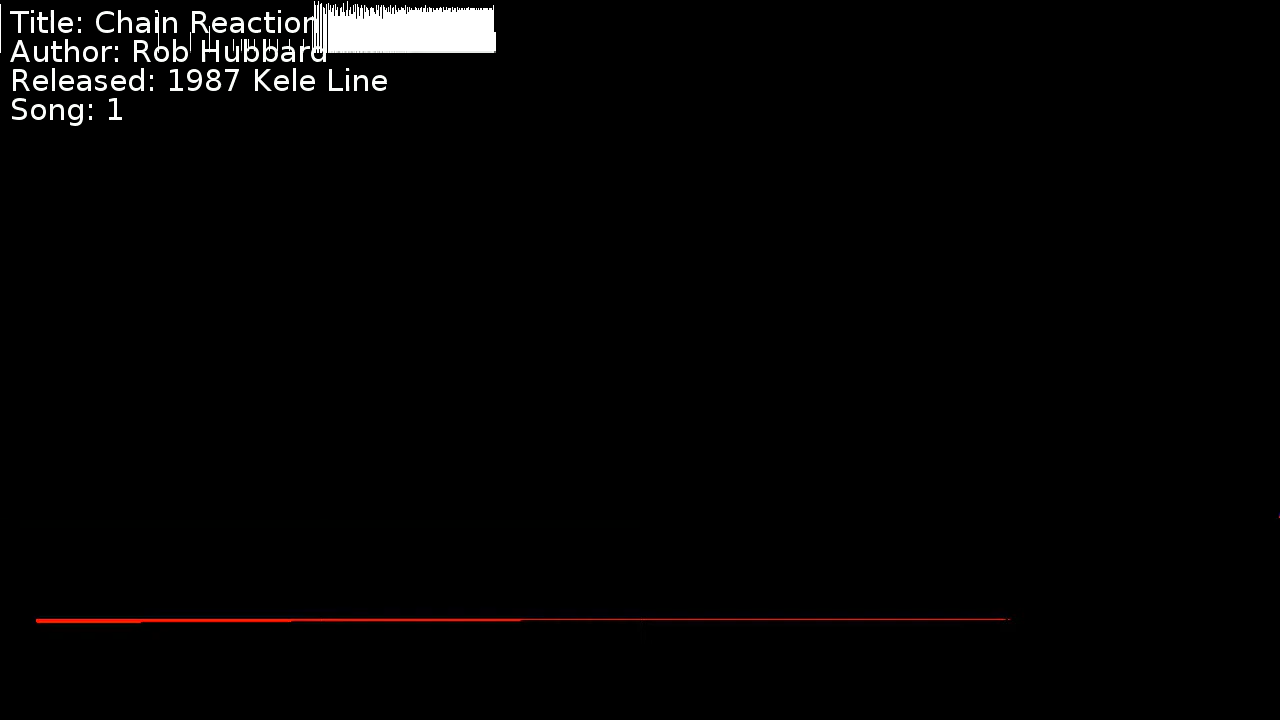 Title: Chain Reaction
Author: Rob Hubbard
Released: 1987 Kele Line
Song: 1